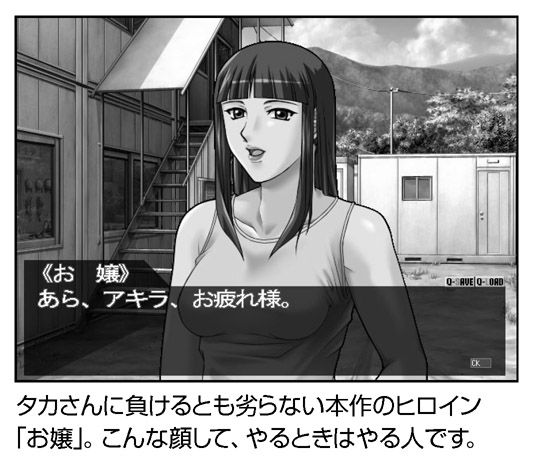 《お　嬢》
あら、アキラ、お疲れ様。
Q-SAVE Q-LOAD
タカさんに負けるとも劣らない本作のヒロイン
「お嬢」。こんな顔して、やるときはやる人です。